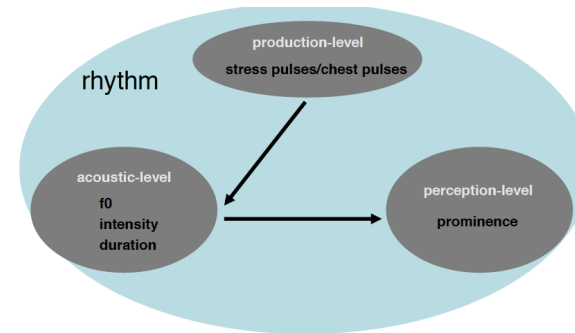 production-level
stress pulses/chest pulses
rhythm
acoustic-level
f0
intensity
duration
perception-level
prominence